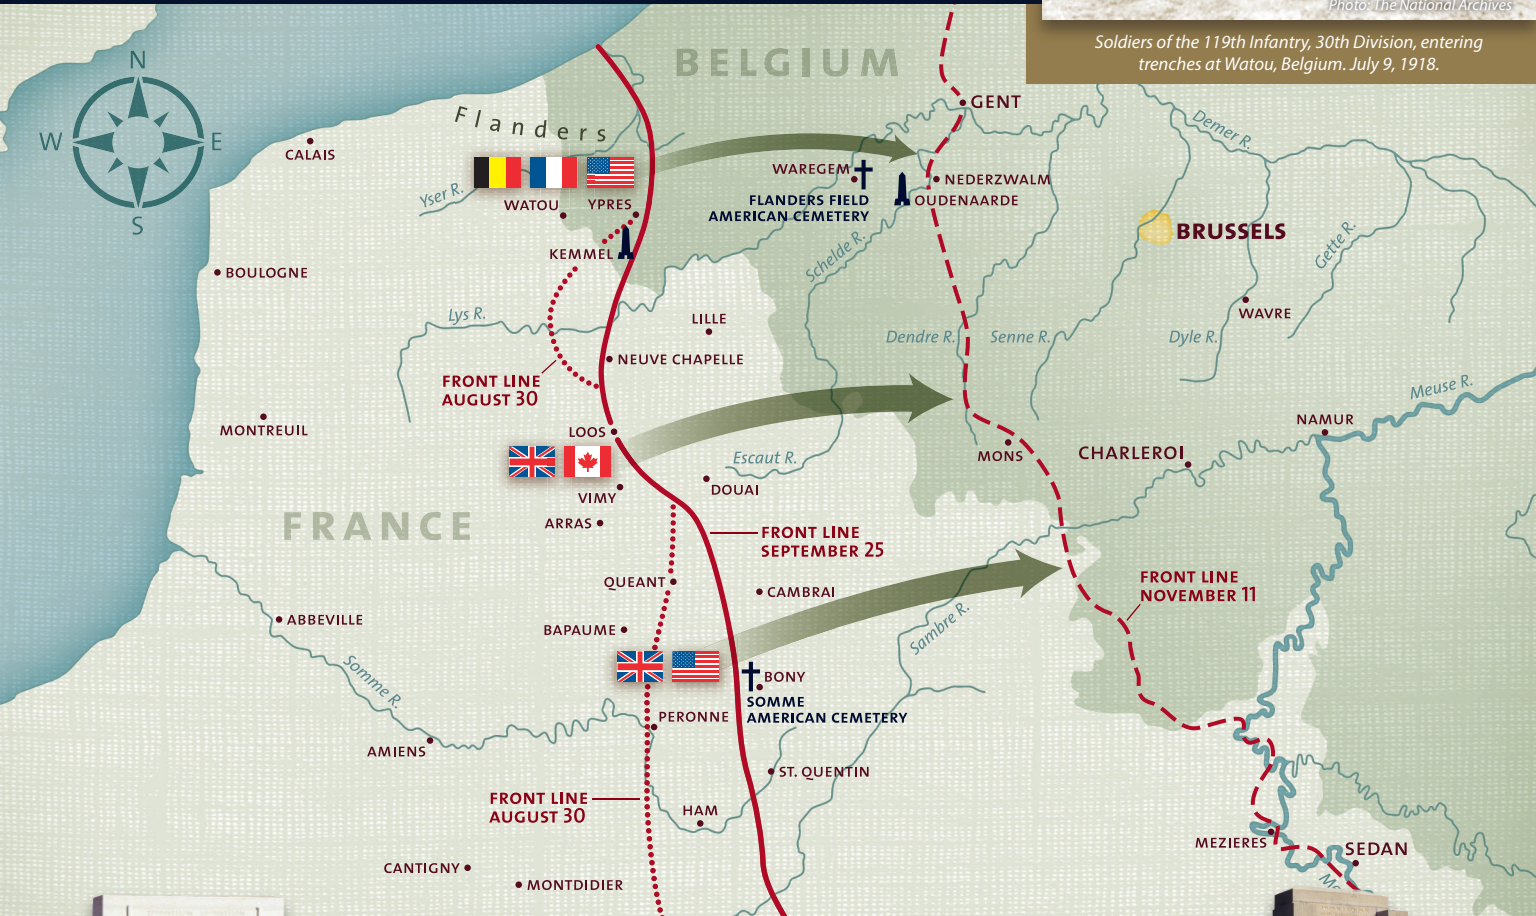 Photo: The National Archives
Soldiers of the 119th Infantry, 30th Division, entering
trenches at Watou, Belgium. July 9, 1918.
N
W
E
S
BELGIUM
Flanders
GENT
CALAIS
Demer R.
Yser R.
WAREGEM
NEDERZWALM
WATOU
YPRES
FLANDERS FIELD
AMERICAN CEMETERY
OUDENAARDE
KEMMEL
BRUSSELS
Schelde R.
Gette R.
BOULOGNE
Lys R.
LILLE
WAVRE
Dendre R.
Senne R.
Dyle R.
NEUVE CHAPELLE
FRONT LINE
AUGUST 30
Meuse R.
MONTREUIL
LOOS
NAMUR
MONS
CHARLEROI
Escaut R.
VIMY
DOUAI
FRANCE
ARRAS
FRONT LINE
SEPTEMBER 25
QUEANT
CAMBRAI
FRONT LINE
NOVEMBER 11
ABBEVILLE
BAPAUME
Sambre R.
Somme R.
BONY
SOMME
AMERICAN CEMETERY
PERONNE
AMIENS
ST. QUENTIN
FRONT LINE
AUGUST 30
HAM
MEZIERES
SEDAN
CANTIGNY
MONTDIDIER